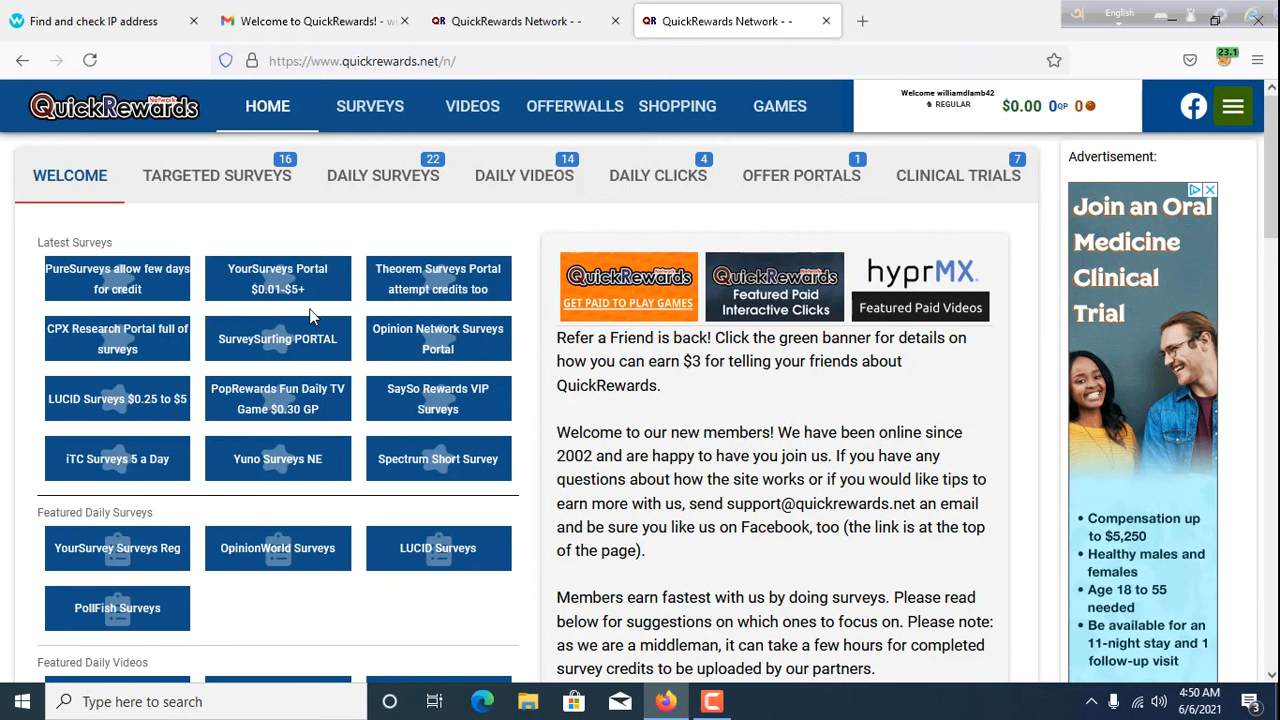 Find and check IP address
Welcome to QuickRewards! - w
QuickRewards Network - -
QuickRewards Network - -
English
https://www.quickrewards.net/n/
23.1
QuickRewards
Network
HOME
SURVEYS
VIDEOS
OFFERWALLS
SHOPPING
GAMES
Welcome williamdlamb42
REGULAR
$0.00 0QP 0
WELCOME
TARGETED SURVEYS
16
DAILY SURVEYS
22
DAILY VIDEOS
14
DAILY CLICKS
4
OFFER PORTALS
1
CLINICAL TRIALS
7
Latest Surveys
PureSurveys allow few days
for credit
YourSurveys Portal
$0.01-$5+
Theorem Surveys Portal
attempt credits too
CPX Research Portal full of
surveys
SurveySurfing PORTAL
Opinion Network Surveys
Portal
LUCID Surveys $0.25 to $5
PopRewards Fun Daily TV
Game $0.30 GP
SaySo Rewards VIP
Surveys
iTC Surveys 5 a Day
Yuno Surveys NE
Spectrum Short Survey
Featured Daily Surveys
YourSurvey Surveys Reg
OpinionWorld Surveys
LUCID Surveys
PollFish Surveys
Featured Daily Videos
QuickRewards
GET PAID TO PLAY GAMES
QuickRewards
Featured Paid
Interactive Clicks
hyprMX
Featured Paid Videos
Refer a Friend is back! Click the green banner for details on
how you can earn $3 for telling your friends about
QuickRewards.
Welcome to our new members! We have been online since
2002 and are happy to have you join us. If you have any
questions about how the site works or if you would like tips to
earn more with us, send support@quickrewards.net an email
and be sure you like us on Facebook, too (the link is at the top
of the page).
Members earn fastest with us by doing surveys. Please read
below for suggestions on which ones to focus on. Please note:
as we are a middleman, it can take a few hours for completed
survey credits to be uploaded by our partners.
Advertisement:
Join an Oral
Medicine
Clinical
Trial
• Compensation up
to $5,250
• Healthy males and
females
• Age 18 to 55
needed
• Be available for an
11-night stay and 1
follow-up visit
Type here to search
4:50 AM
6/6/2021
3